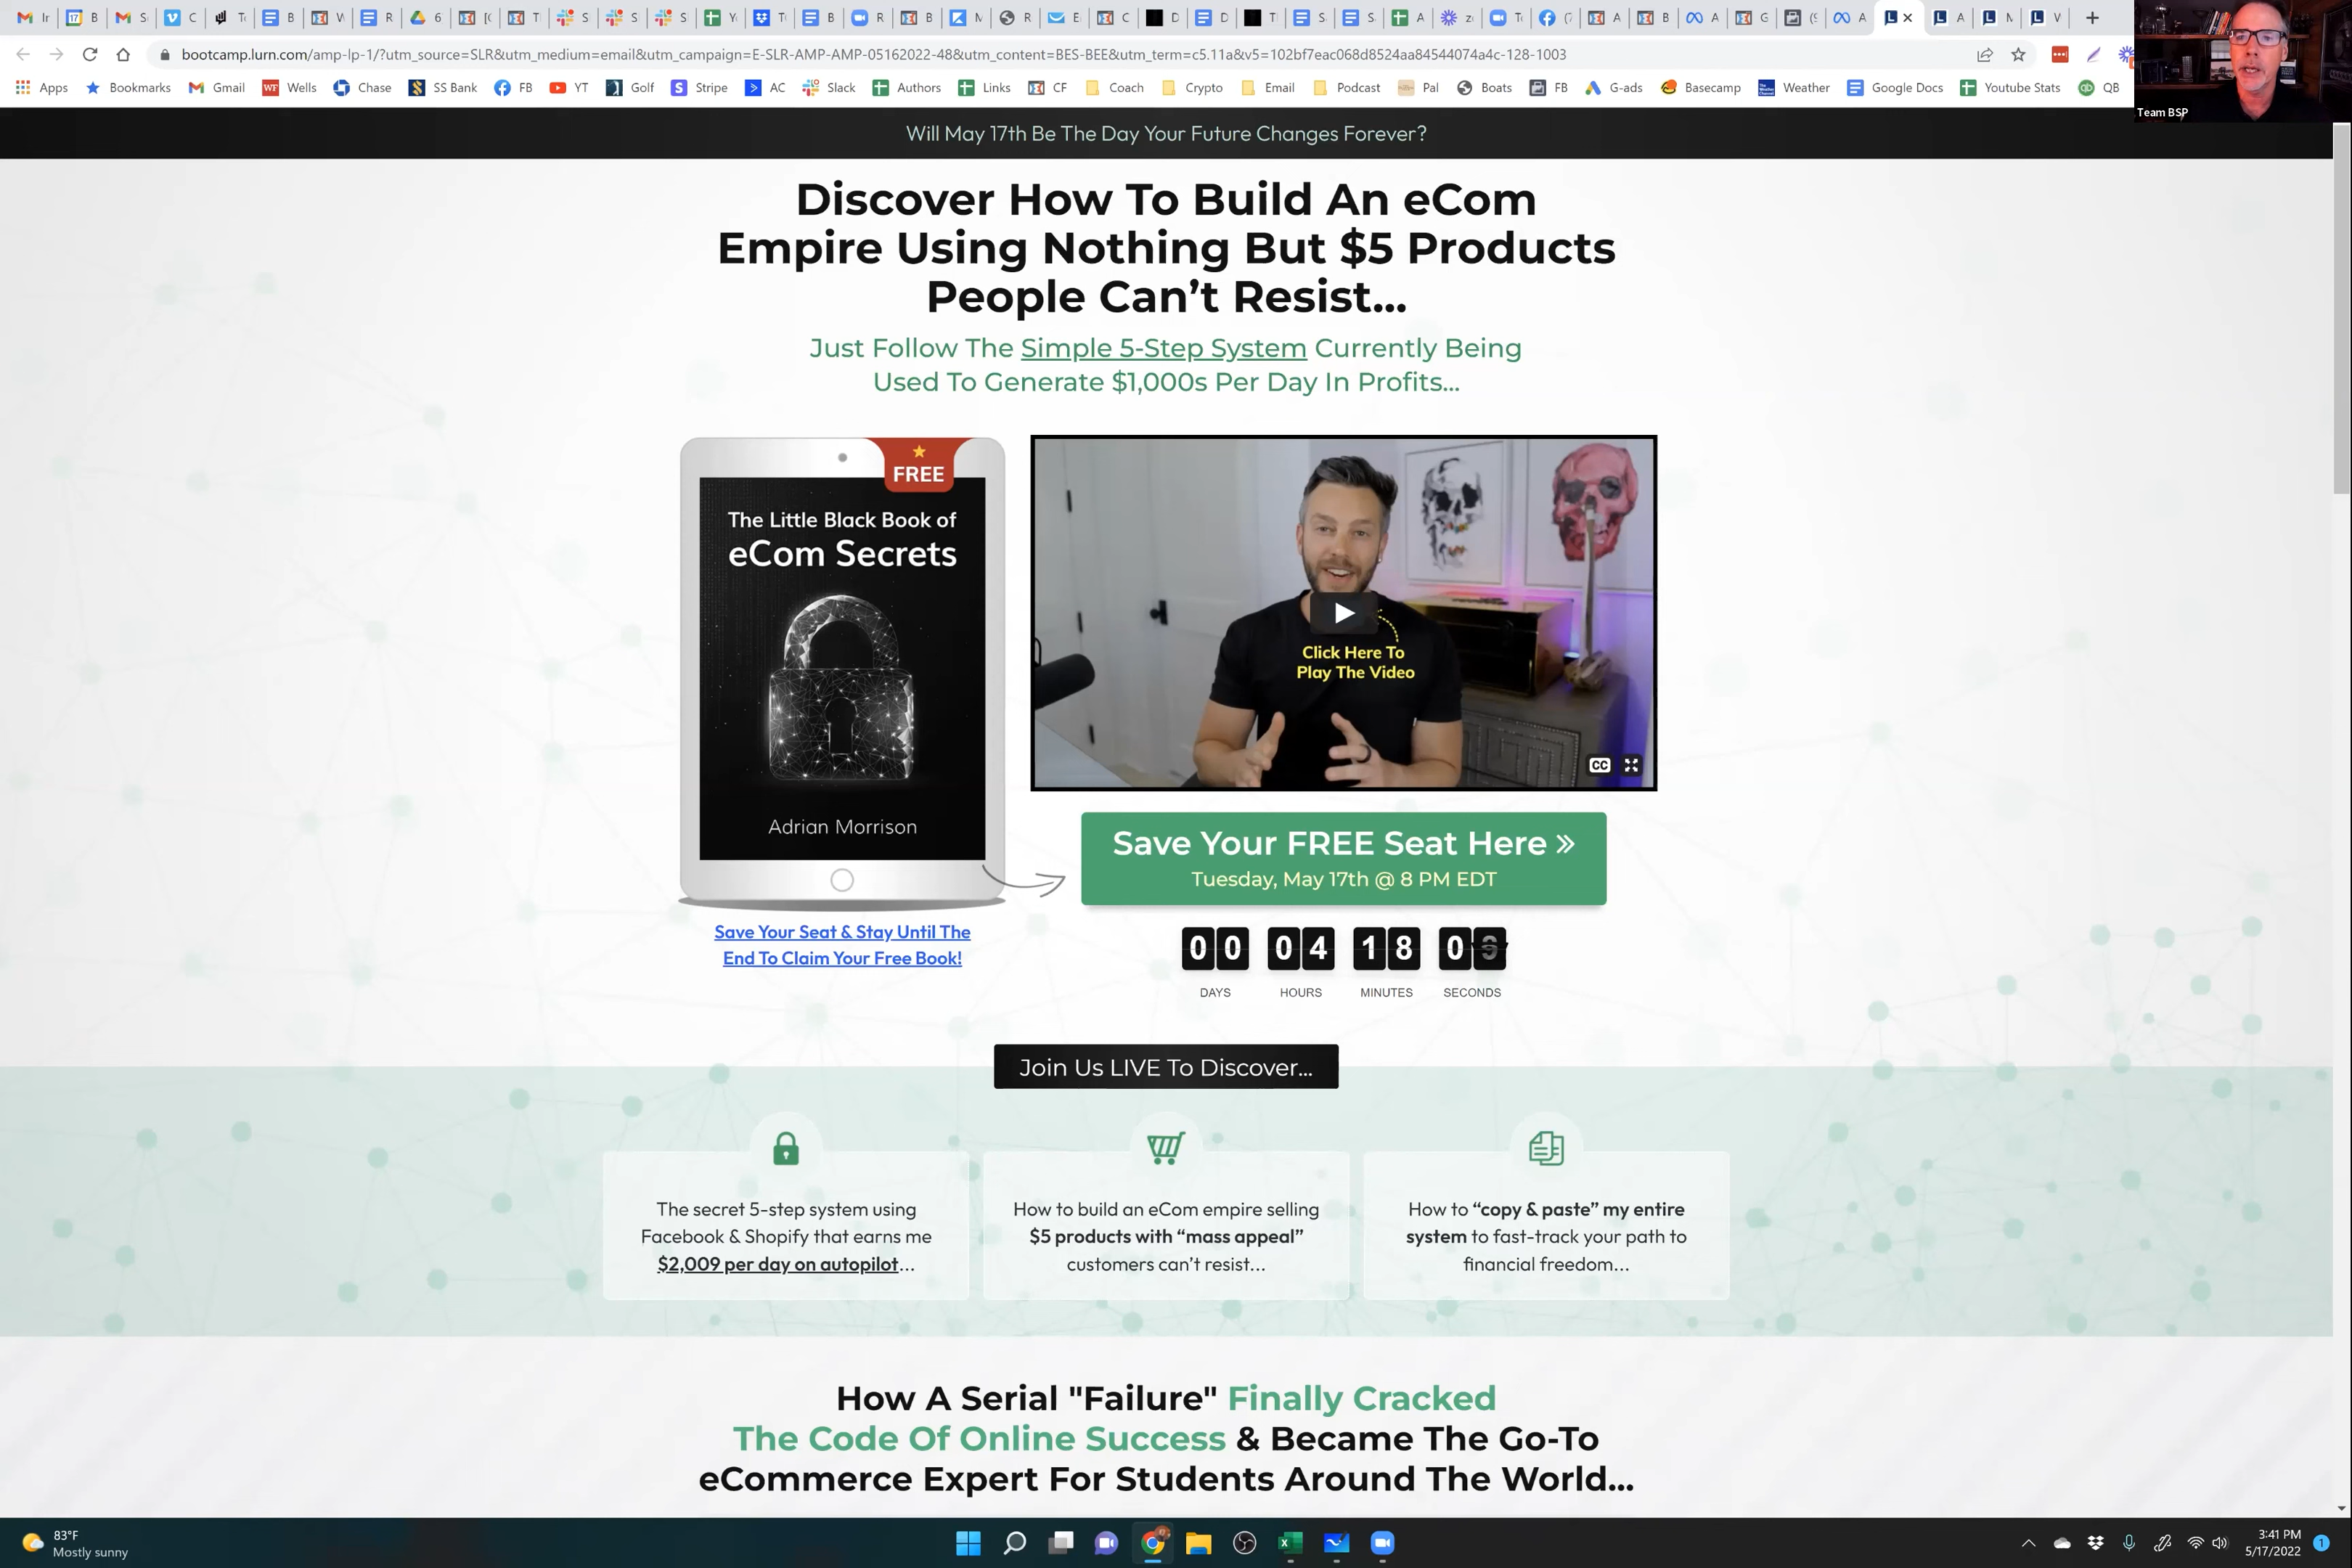 bootcamp.lurn.com/amp-lp-1/?utm_source=SLR&utm_medium=email&utm_campaign=E-SLR-AMP-AMP-05162022-48&utm_content=BES-BEE&utm_term=c5.11a&v5=102bf7eac068d8524aa84544074a4c-128-1003
Apps Bookmarks Gmail Wells Chase SS Bank FB YT Golf Stripe AC Slack Authors Links CF Coach Crypto Email Podcast Pal Boats FB G-ads Basecamp Weather Google Docs Youtube Stats QB
Team BSP
Will May 17th Be The Day Your Future Changes Forever?
Discover How To Build An eCom
Empire Using Nothing But $5 Products
People Can’t Resist...
Just Follow The Simple 5-Step System Currently Being
Used To Generate $1,000s Per Day In Profits...
FREE
The Little Black Book of
eCom Secrets
Adrian Morrison
Save Your Seat & Stay Until The
End To Claim Your Free Book!
Click Here To
Play The Video
CC
Save Your FREE Seat Here »
Tuesday, May 17th @ 8 PM EDT
00 04 18 0
DAYS HOURS MINUTES SECONDS
Join Us LIVE To Discover...
The secret 5-step system using
Facebook & Shopify that earns me
$2,009 per day on autopilot...
How to build an eCom empire selling
$5 products with “mass appeal”
customers can’t resist...
How to “copy & paste” my entire
system to fast-track your path to
financial freedom...
How A Serial "Failure" Finally Cracked
The Code Of Online Success & Became The Go-To
eCommerce Expert For Students Around The World...
83°F
Mostly sunny
3:41 PM
5/17/2022
1